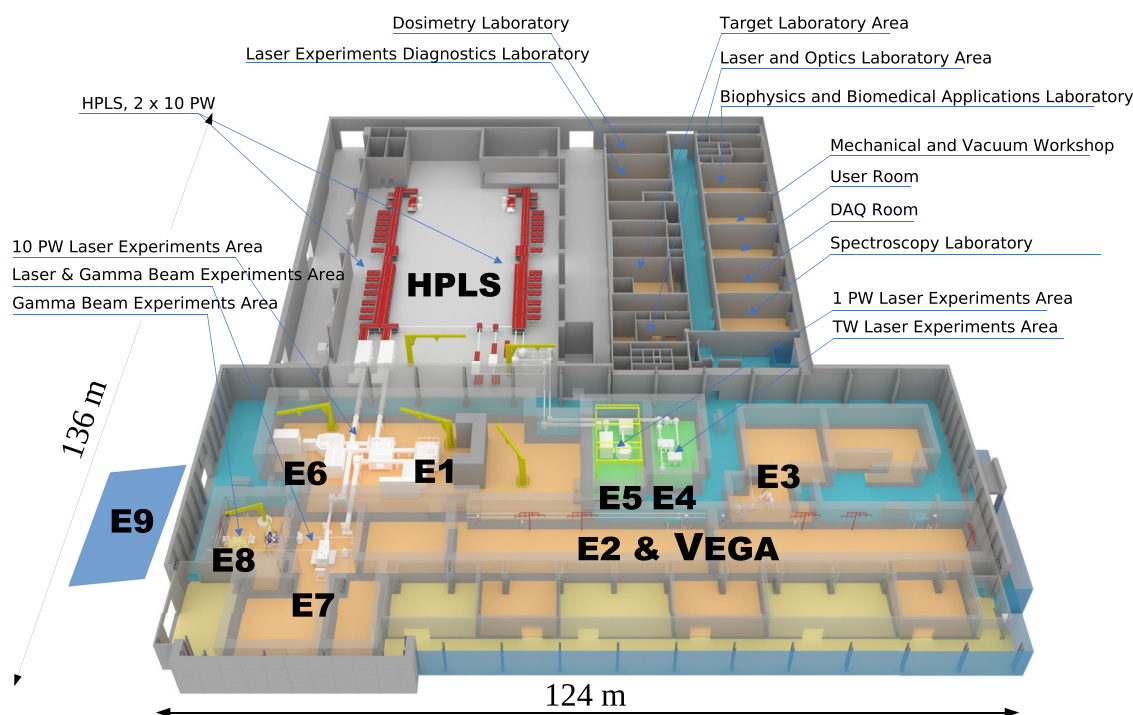 Dosimetry Laboratory
Target Laboratory Area
Laser Experiments Diagnostics Laboratory
Laser and Optics Laboratory Area
HPLS, 2 x 10 PW
Biophysics and Biomedical Applications Laboratory
Mechanical and Vacuum Workshop
User Room
DAQ Room
10 PW Laser Experiments Area
Spectroscopy Laboratory
Laser & Gamma Beam Experiments Area
HPLS
Gamma Beam Experiments Area
1 PW Laser Experiments Area
TW Laser Experiments Area
136 m
E6
E1
E5
E4
E3
E9
E8
E2 & VEGA
E7
124 m